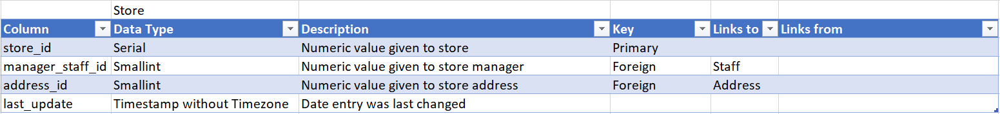 Store
Column Data Type Description Key Links to Links from
store_id Serial Numeric value given to store Primary
manager_staff_id Smallint Numeric value given to store manager Foreign Staff
address_id Smallint Numeric value given to store address Foreign Address
last_update Timestamp without Timezone Date entry was last changed